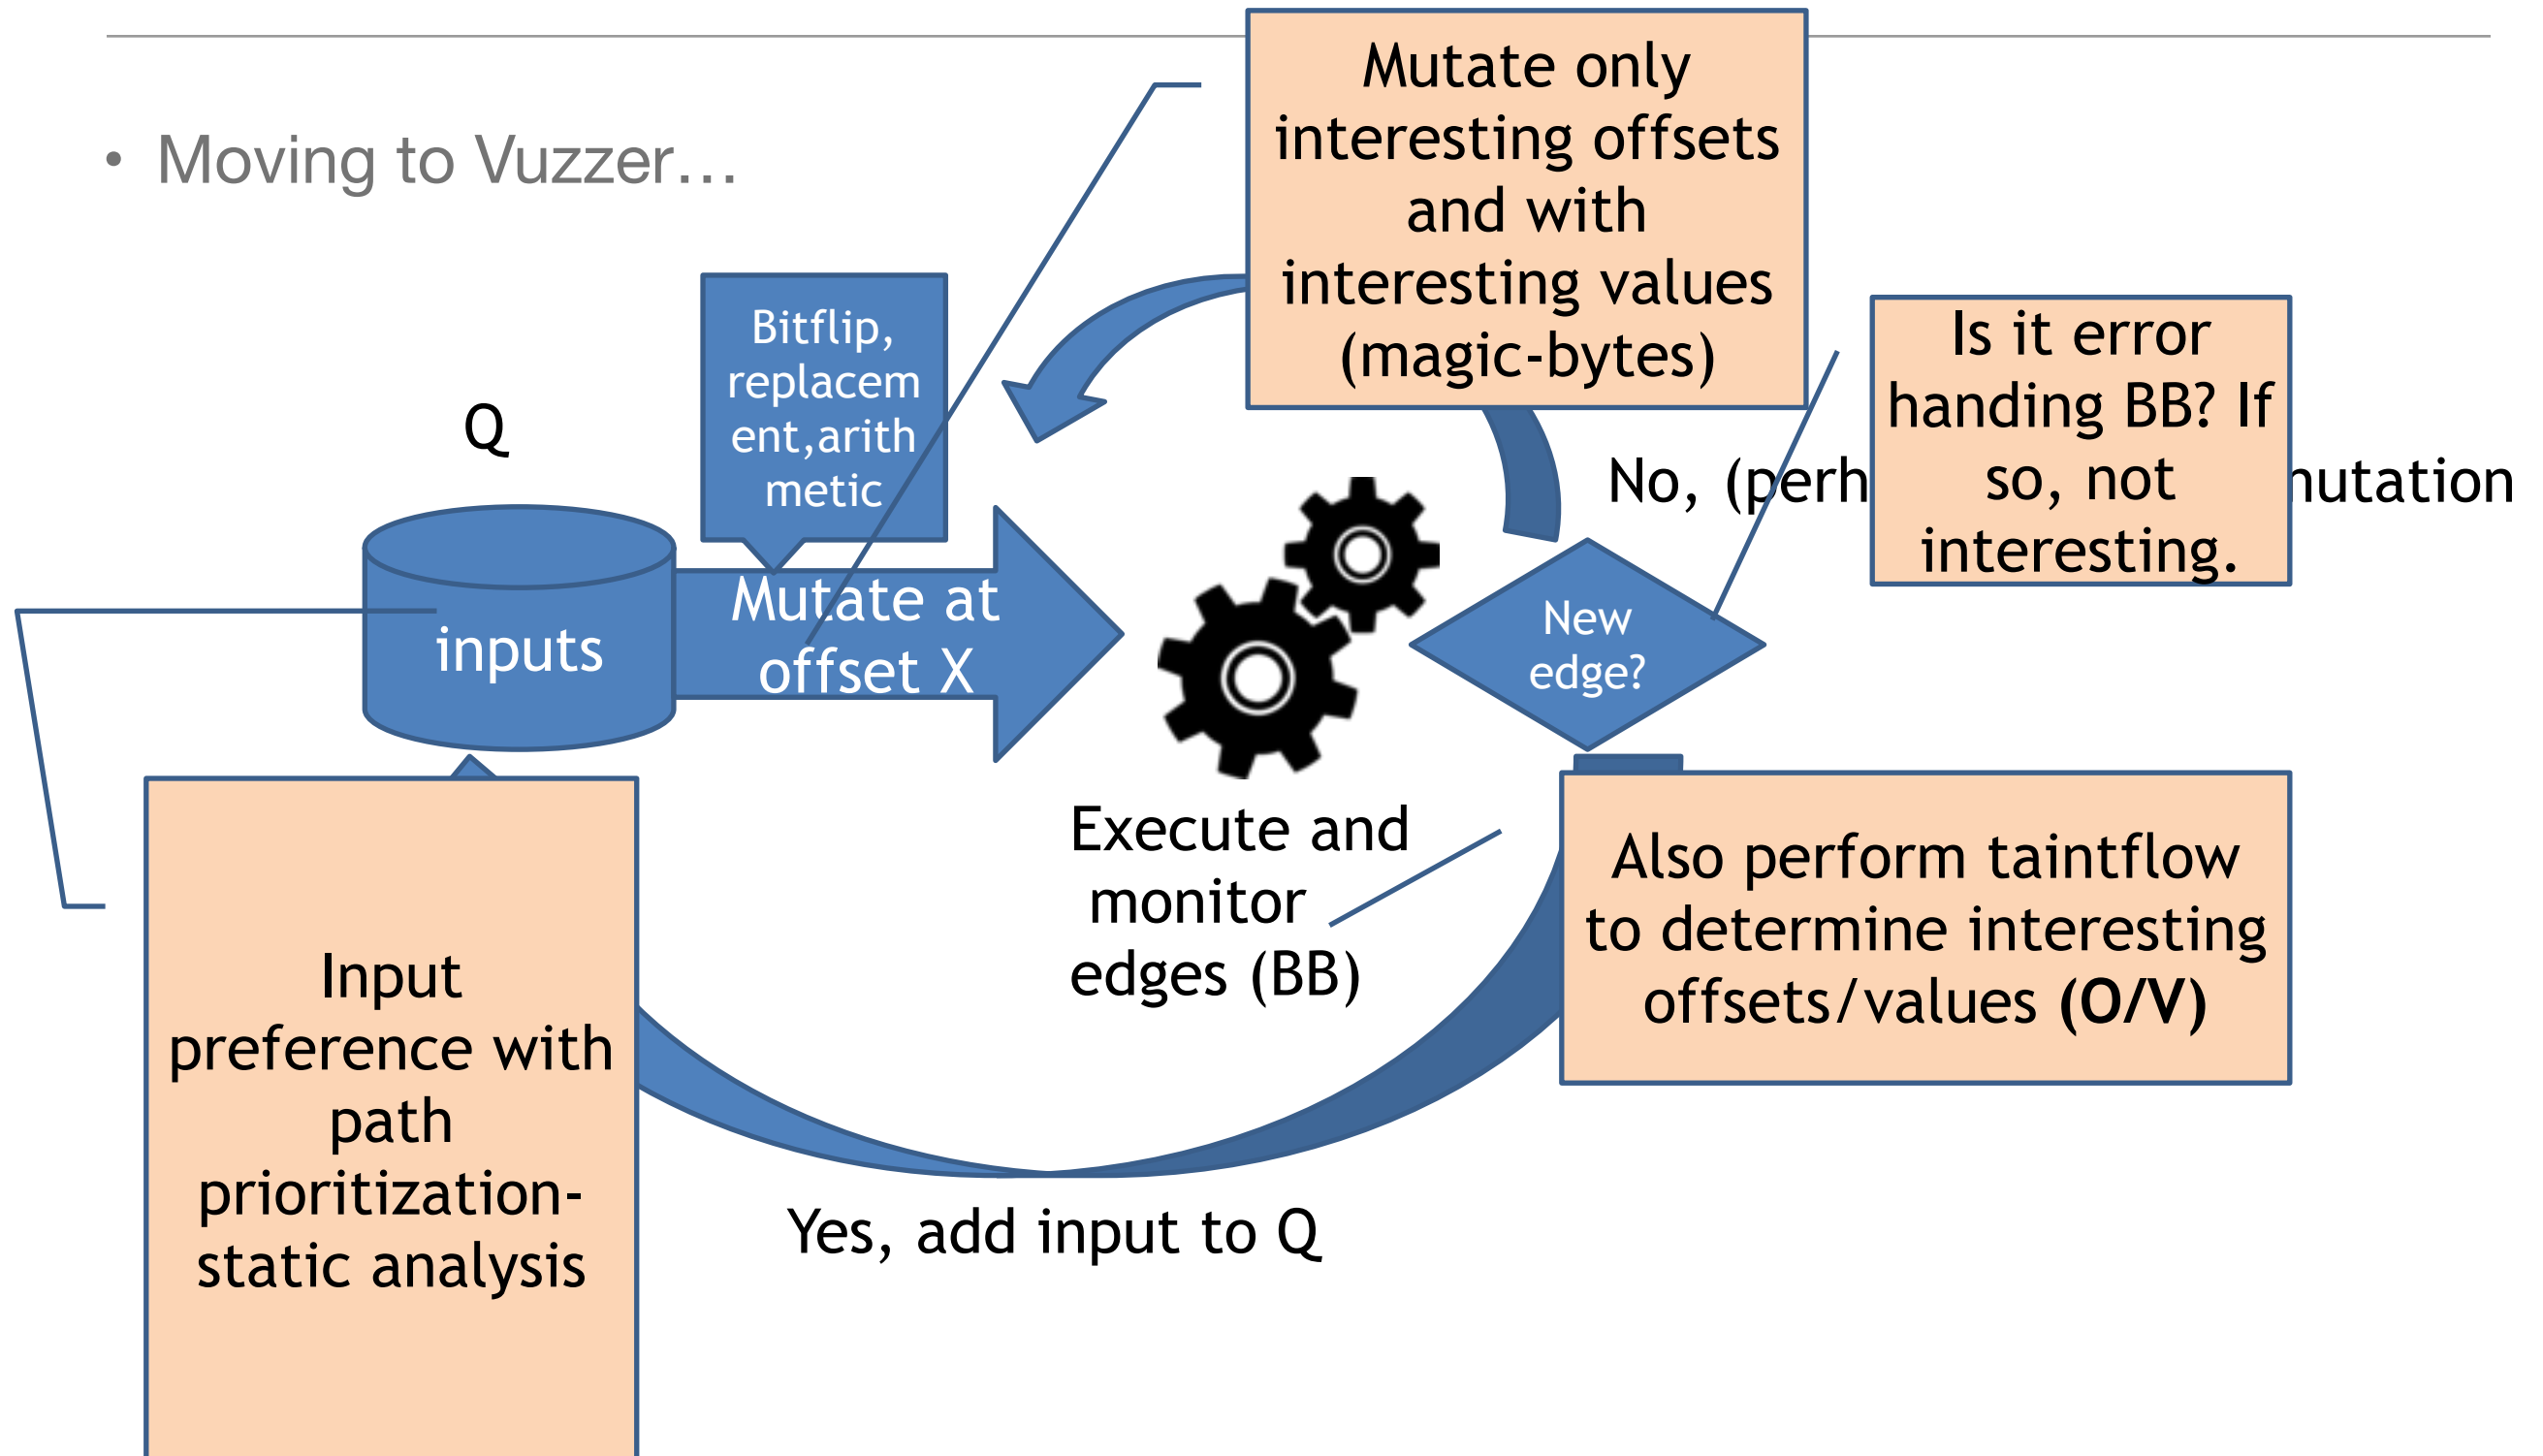 • Moving to Vuzzer…
Mutate only
interesting offsets
and with
interesting values
(magic-bytes)
Bitflip,
replacem
ent,arith
metic
Is it error
handing BB? If
so, not
interesting.
Q
No, (
inputs
Mutate at
offset X
New
edge?
Execute and
monitor
edges (BB)
Also perform taintflow
to determine interesting
offsets/values (O/V)
Input
preference with
path
prioritization-
static analysis
Yes, add input to Q